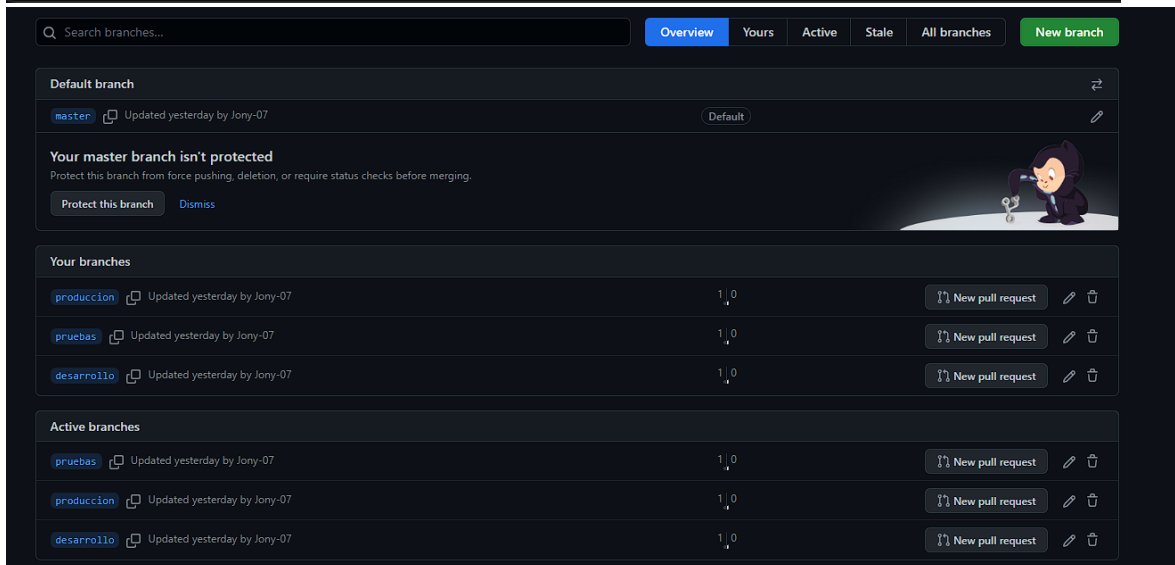 Search branches... Overview Yours Active Stale All branches New branch
Default branch
master Updated yesterday by Jony-07 Default
Your master branch isn't protected
Protect this branch from force pushing, deletion, or require status checks before merging.
Protect this branch Dismiss
Your branches
produccion Updated yesterday by Jony-07 1 0 New pull request
pruebas Updated yesterday by Jony-07 1 0 New pull request
desarrollo Updated yesterday by Jony-07 1 0 New pull request
Active branches
pruebas Updated yesterday by Jony-07 1 0 New pull request
produccion Updated yesterday by Jony-07 1 0 New pull request
desarrollo Updated yesterday by Jony-07 1 0 New pull request